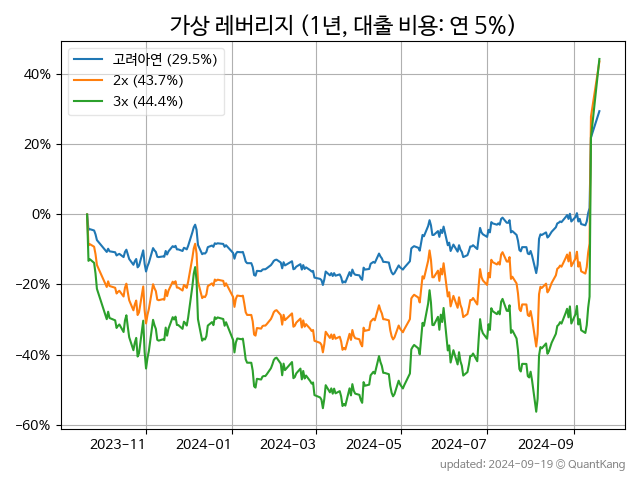 가상 레버리지 (1년, 대출 비용: 연 5%)
고려아연 (29.5%)
2x (43.7%)
3x (44.4%)
40%
20%
0%
−20%
−40%
−60%
2023-11
2024-01
2024-03
2024-05
2024-07
2024-09
updated: 2024-09-19 © QuantKang